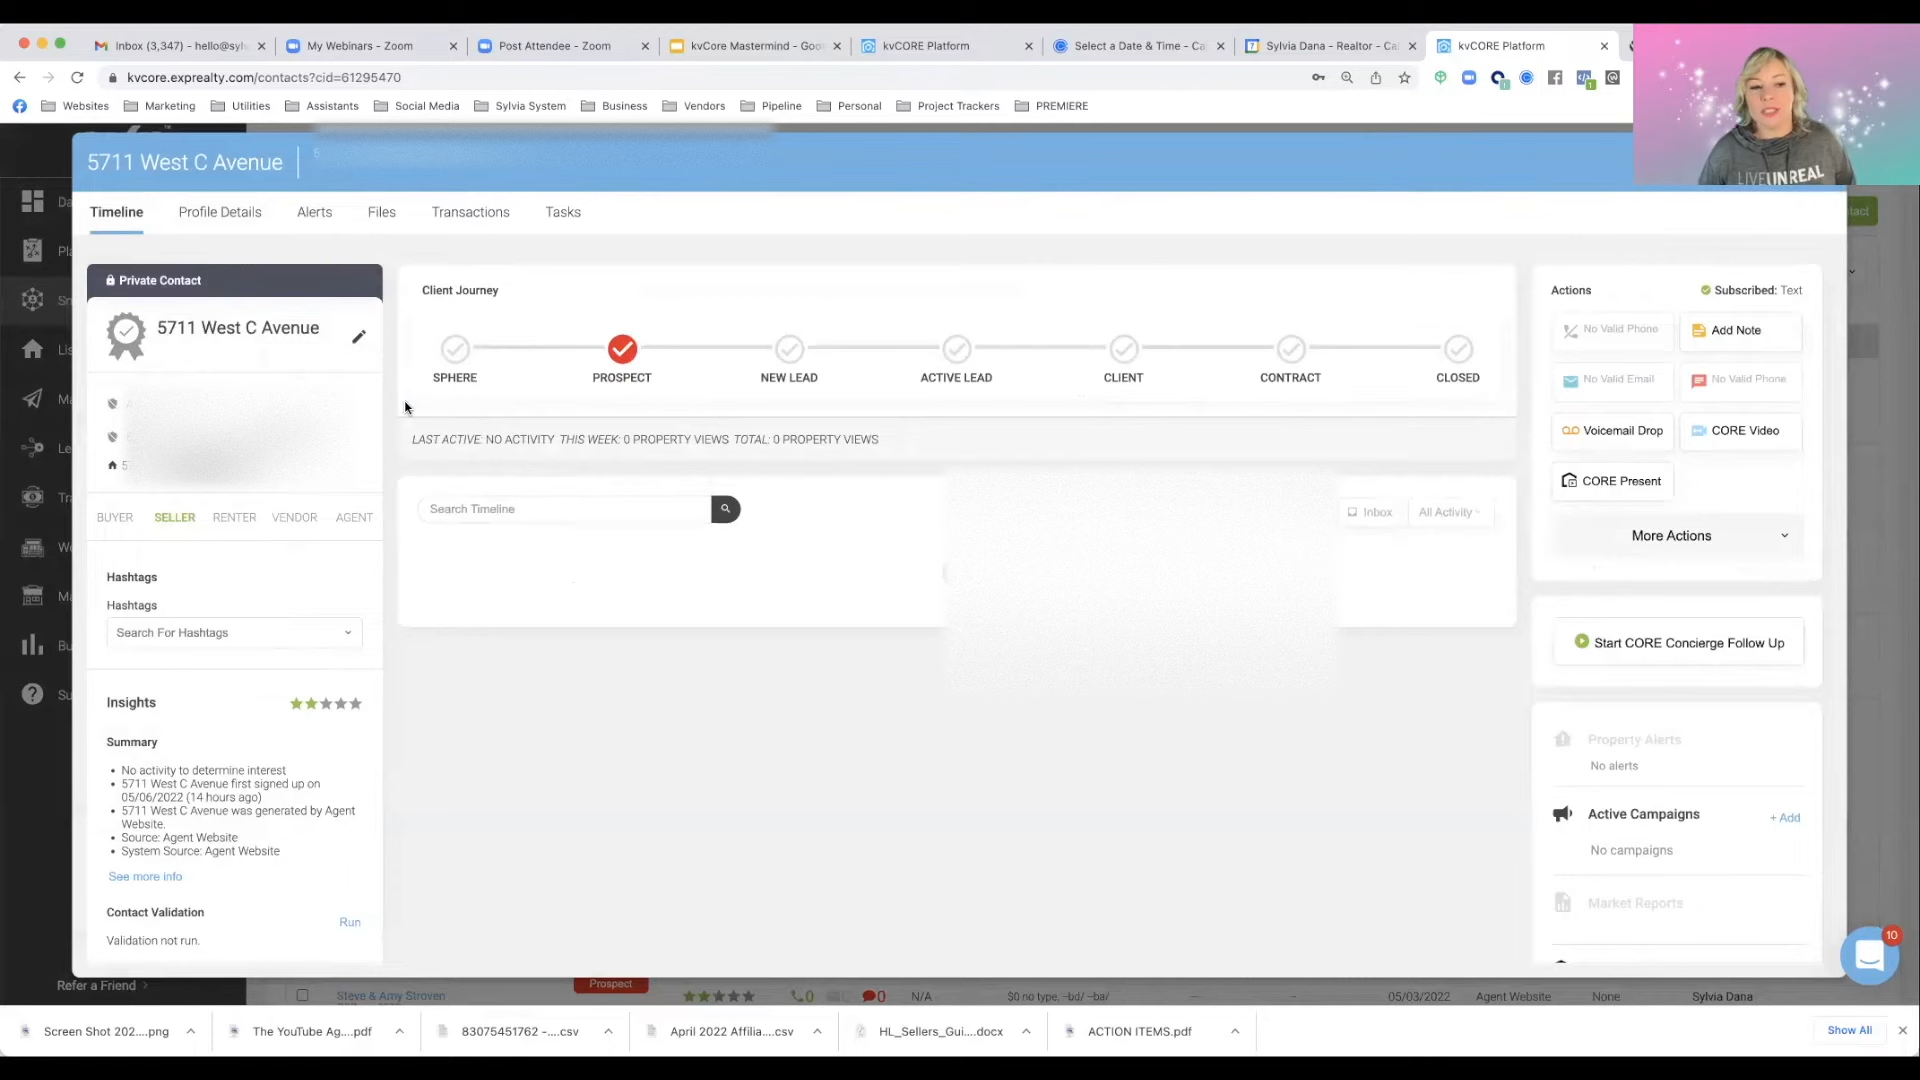 Inbox (3,347) - hello@syl
My Webinars - Zoom
Post Attendee - Zoom
kvCore Mastermind - Goo
kvCORE Platform
Select a Date & Time - Ca
Sylvia Dana - Realtor - Ca
kvCORE Platform
kvcore.exprealty.com/contacts?cid=61295470
Websites
Marketing
Utilities
Assistants
Social Media
Sylvia System
Business
Vendors
Pipeline
Personal
Project Trackers
PREMIERE
LIVEUNREAL
5711 West C Avenue
Timeline
Profile Details
Alerts
Files
Transactions
Tasks
Private Contact
5711 West C Avenue
BUYER
SELLER
RENTER
VENDOR
AGENT
Hashtags
Hashtags
Search For Hashtags
Insights
Summary
No activity to determine interest
5711 West C Avenue first signed up on
05/06/2022 (14 hours ago)
5711 West C Avenue was generated by Agent
Website.
Source: Agent Website
System Source: Agent Website
See more info
Contact Validation
Run
Validation not run.
Client Journey
SPHERE
PROSPECT
NEW LEAD
ACTIVE LEAD
CLIENT
CONTRACT
CLOSED
LAST ACTIVE: NO ACTIVITY THIS WEEK: 0 PROPERTY VIEWS TOTAL: 0 PROPERTY VIEWS
Search Timeline
Inbox
All Activity
Actions
Subscribed: Text
No Valid Phone
Add Note
No Valid Email
No Valid Phone
Voicemail Drop
CORE Video
CORE Present
More Actions
Start CORE Concierge Follow Up
Property Alerts
No alerts
Active Campaigns
+ Add
No campaigns
Market Reports
10
Refer a Friend
Steve & Amy Stroven
Prospect
0
0
N/A
$0 no type, --bd/ --ba/
05/03/2022
Agent Website
None
Sylvia Dana
Screen Shot 202....png
The YouTube Ag....pdf
83075451762 -....csv
April 2022 Affilia....csv
HL_Sellers_Gui....docx
ACTION ITEMS.pdf
Show All